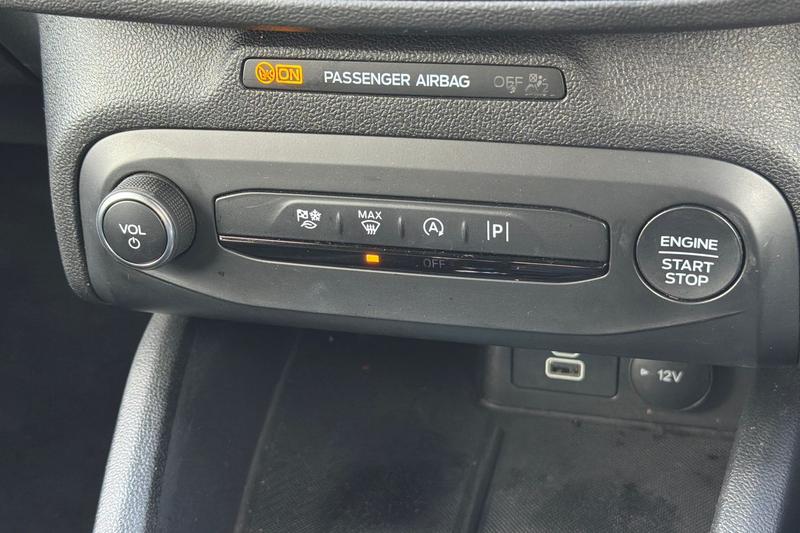 ON PASSENGER AIRBAG OFF
VOL
MAX
A
P
OFF
ENGINE
START
STOP
12V